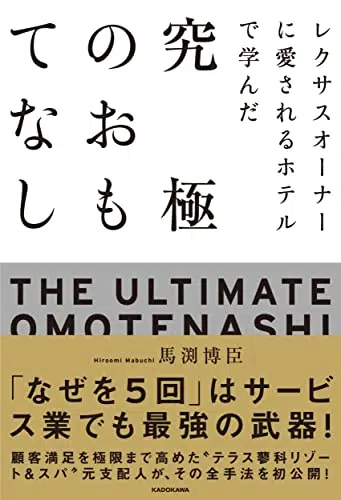 レクサスオーナー
に愛されるホテル
で学んだ
究極
のおも
てなし
THE ULTIMATE
OMOTENASHI
Hiroomi Mabuchi 馬渕博臣
「なぜを5回」はサービ
ス業でも最強の武器！
顧客満足を極限まで高めた〝テラス蓼科リゾー
ト&スパ〟元支配人が、その全手法を初公開！
KADOKAWA